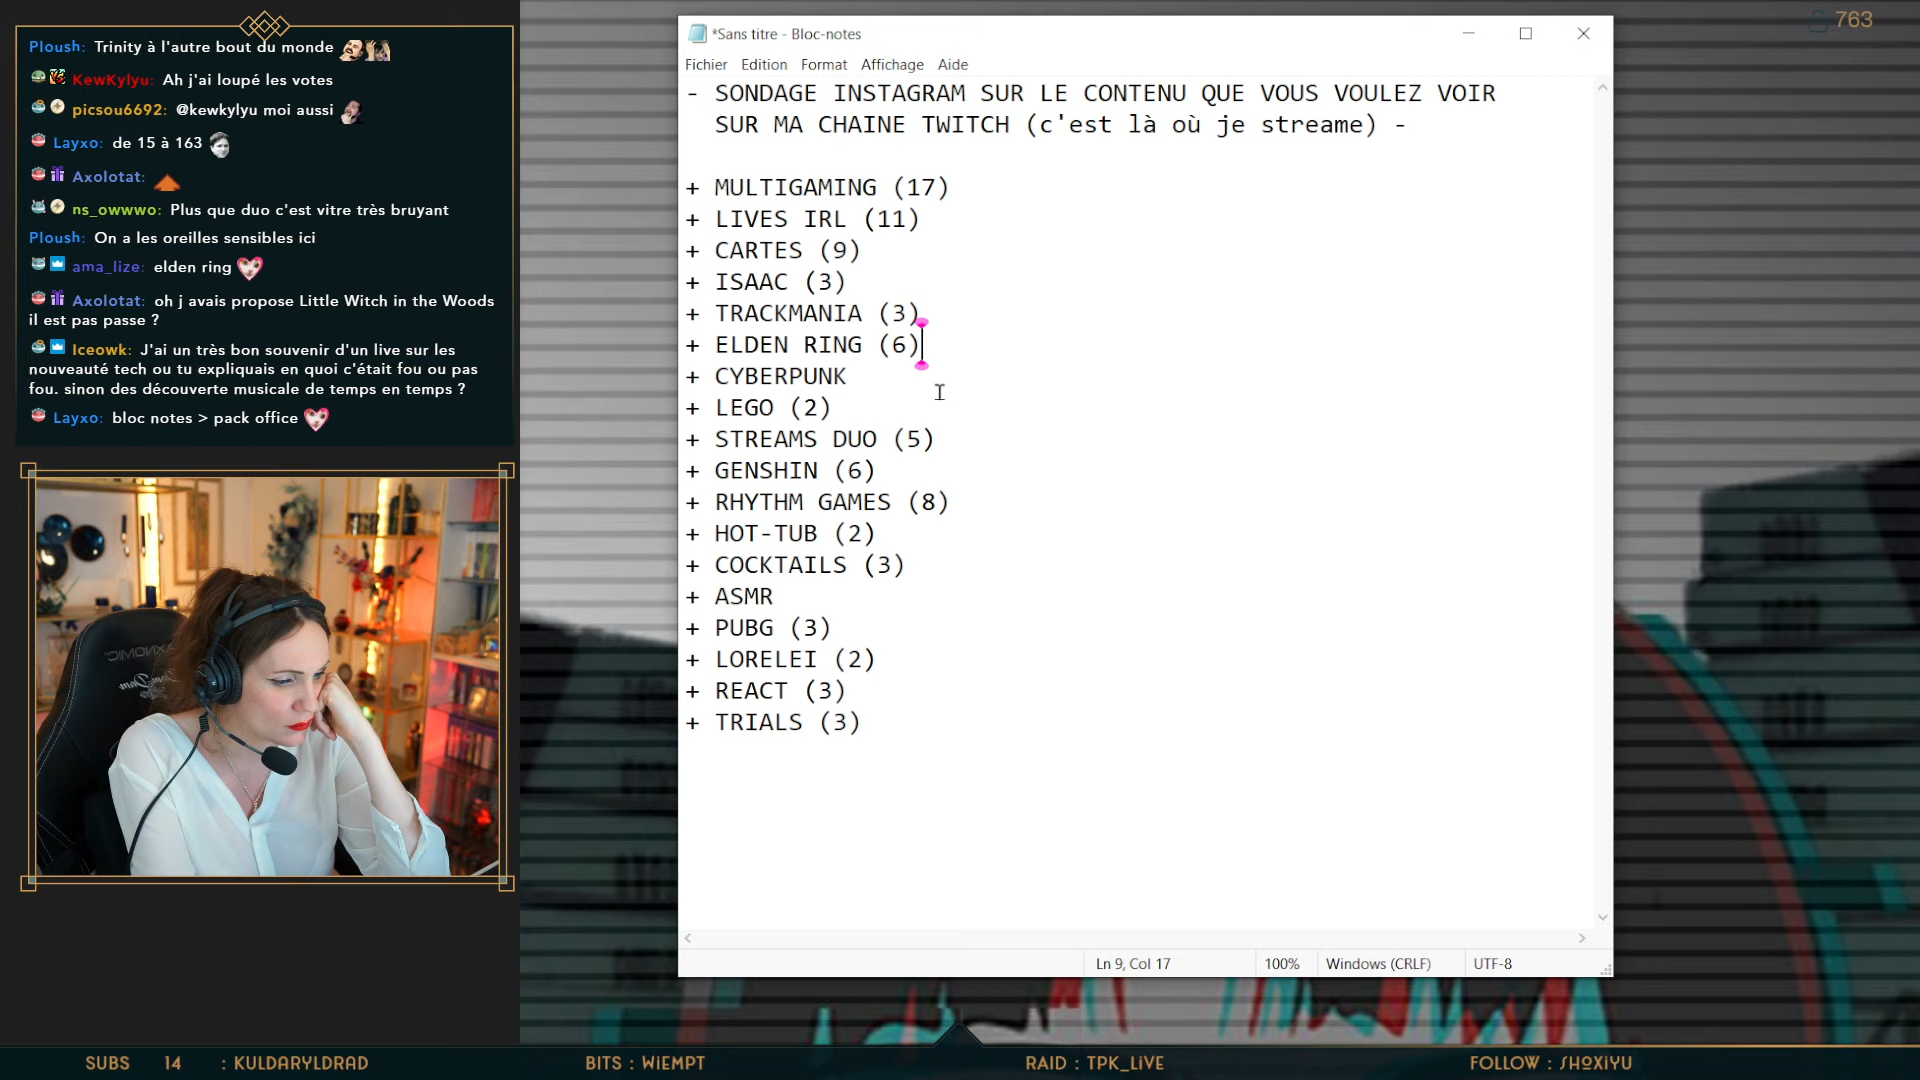 Ploush: Trinity à l'autre bout du monde
KewKylyu: Ah j'ai loupé les votes
picsou6692: @kewkylyu moi aussi
Layxo: de 15 à 163
Axolotat:
ns_owwwo: Plus que duo c'est vitre très bruyant
Ploush: On a les oreilles sensibles ici
ama_lize: elden ring
Axolotat: oh j avais propose Little Witch in the Woods
il est pas passe ?
Iceowk: J'ai un très bon souvenir d'un live sur les
nouveauté tech ou tu expliquais en quoi c'était fou ou pas
fou. sinon des découverte musicale de temps en temps ?
Layxo: bloc notes > pack office
*Sans titre - Bloc-notes
Fichier Edition Format Affichage Aide
- SONDAGE INSTAGRAM SUR LE CONTENU QUE VOUS VOULEZ VOIR
SUR MA CHAINE TWITCH (c'est là où je streame) -
+ MULTIGAMING (17)
+ LIVES IRL (11)
+ CARTES (9)
+ ISAAC (3)
+ TRACKMANIA (3)
+ ELDEN RING (6)
+ CYBERPUNK
+ LEGO (2)
+ STREAMS DUO (5)
+ GENSHIN (6)
+ RHYTHM GAMES (8)
+ HOT-TUB (2)
+ COCKTAILS (3)
+ ASMR
+ PUBG (3)
+ LORELEI (2)
+ REACT (3)
+ TRIALS (3)
Ln 9, Col 17 100% Windows (CRLF) UTF-8
763
SUBS 14 : KULDARYLDRAD BITS : WIEMPT RAID : TPK_LIVE FOLLOW : SHOXIYU